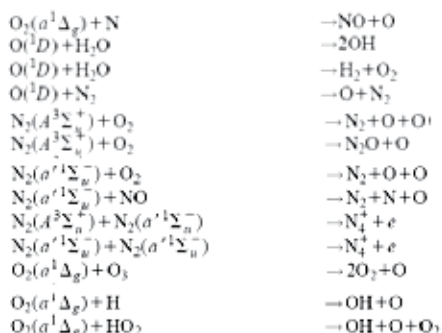 O₂(a¹Δg)+N →NO+O
O(¹D)+H₂O →2OH
O(¹D)+H₂O →H₂+O₂
O(¹D)+N₂ →O+N₂
N₂(A³Σu⁺)+O₂ →N₂+O+O
N₂(A³Σu⁺)+O₂ →N₂O+O
N₂(a′¹Σu⁻)+O₂ →N₂+O+O
N₂(a′¹Σu⁻)+NO →N₂+N+O
N₂(A³Σu⁺)+N₂(a′¹Σu⁻) →N₄⁺+e
N₂(a′¹Σu⁻)+N₂(a′¹Σu⁻) →N₄⁺+e
O₂(a¹Δg)+O₃ →2O₂+O
O₂(a¹Δg)+H →OH+O
O₂(a¹Δg)+HO₂ →OH+O+O₂